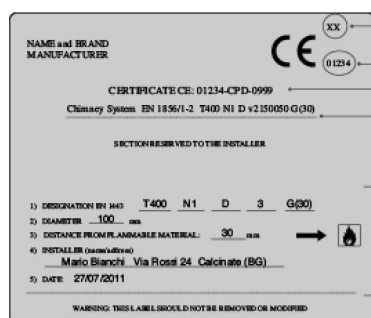 XX
NAME and BRAND
MANUFACTURER
CE
01234
CERTIFICATE CE: 01234-CPD-0999
Chimney System EN 1856/1-2 T400 N1 D v2150050 G(30)
SECTION RESERVED TO THE INSTALLER
1) DESIGNATION EN 1443 T400 N1 D 3 G(30)
2) DIAMETER 100 mm
3) DISTANCE FROM FLAMMABLE MATERIAL: 30 mm
4) INSTALLER (name/adress)
Mario Bianchi Via Rossi 24 Calcinate (BG)
5) DATE 27/07/2011
WARNING: THIS LABEL SHOULD NOT BE REMOVED OR MODIFIED